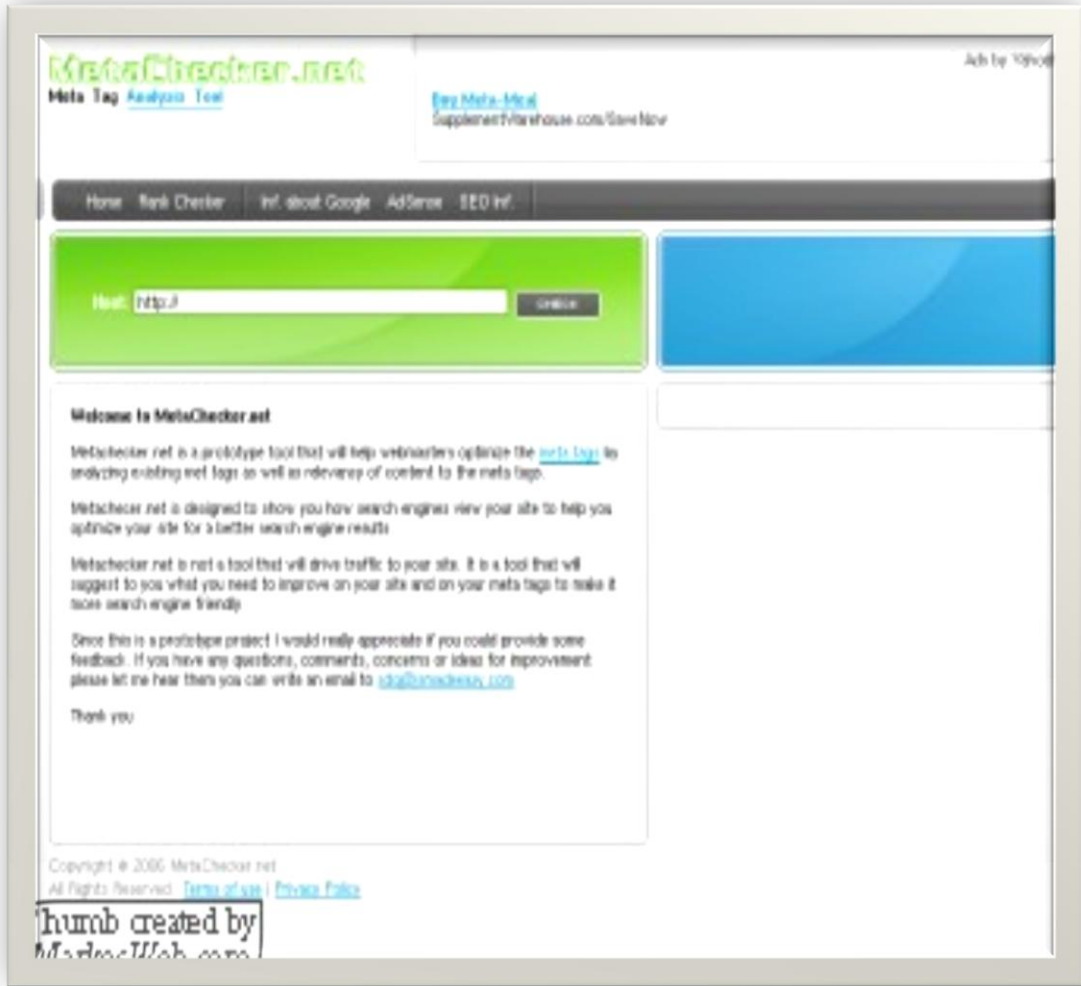 MetaChecker.net
Meta Tag Analysis Tool
Ads by Yahoo!
Buy Meta-Meal
SupplementWarehouse.com/SaveNow
Home Rank Checker Inf. about Google AdSense SEO Inf.
Host: http://
Welcome to MetaChecker.net
Metachecker.net is a prototype tool that will help webmasters optimize the meta tags by
analyzing existing met tags as well as relevancy of content to the meta tags.
Metachecer.net is designed to show you how search engines view your site to help you
optimize your site for a better search engine results
Metachecker.net is not a tool that will drive traffic to your site. It is a tool that will
suggest to you what you need to improve on your site and on your meta tags to make it
more search engine friendly
Since this is a prototype project I would really appreciate if you could provide some
feedback. If you have any questions, comments, concerns or ideas for improvement
please let me hear them you can write an email to
Thank you
Copyright © 2006 MetaChecker.net
All Rights Reserved. Terms of use | Privacy Policy
Thumb created by